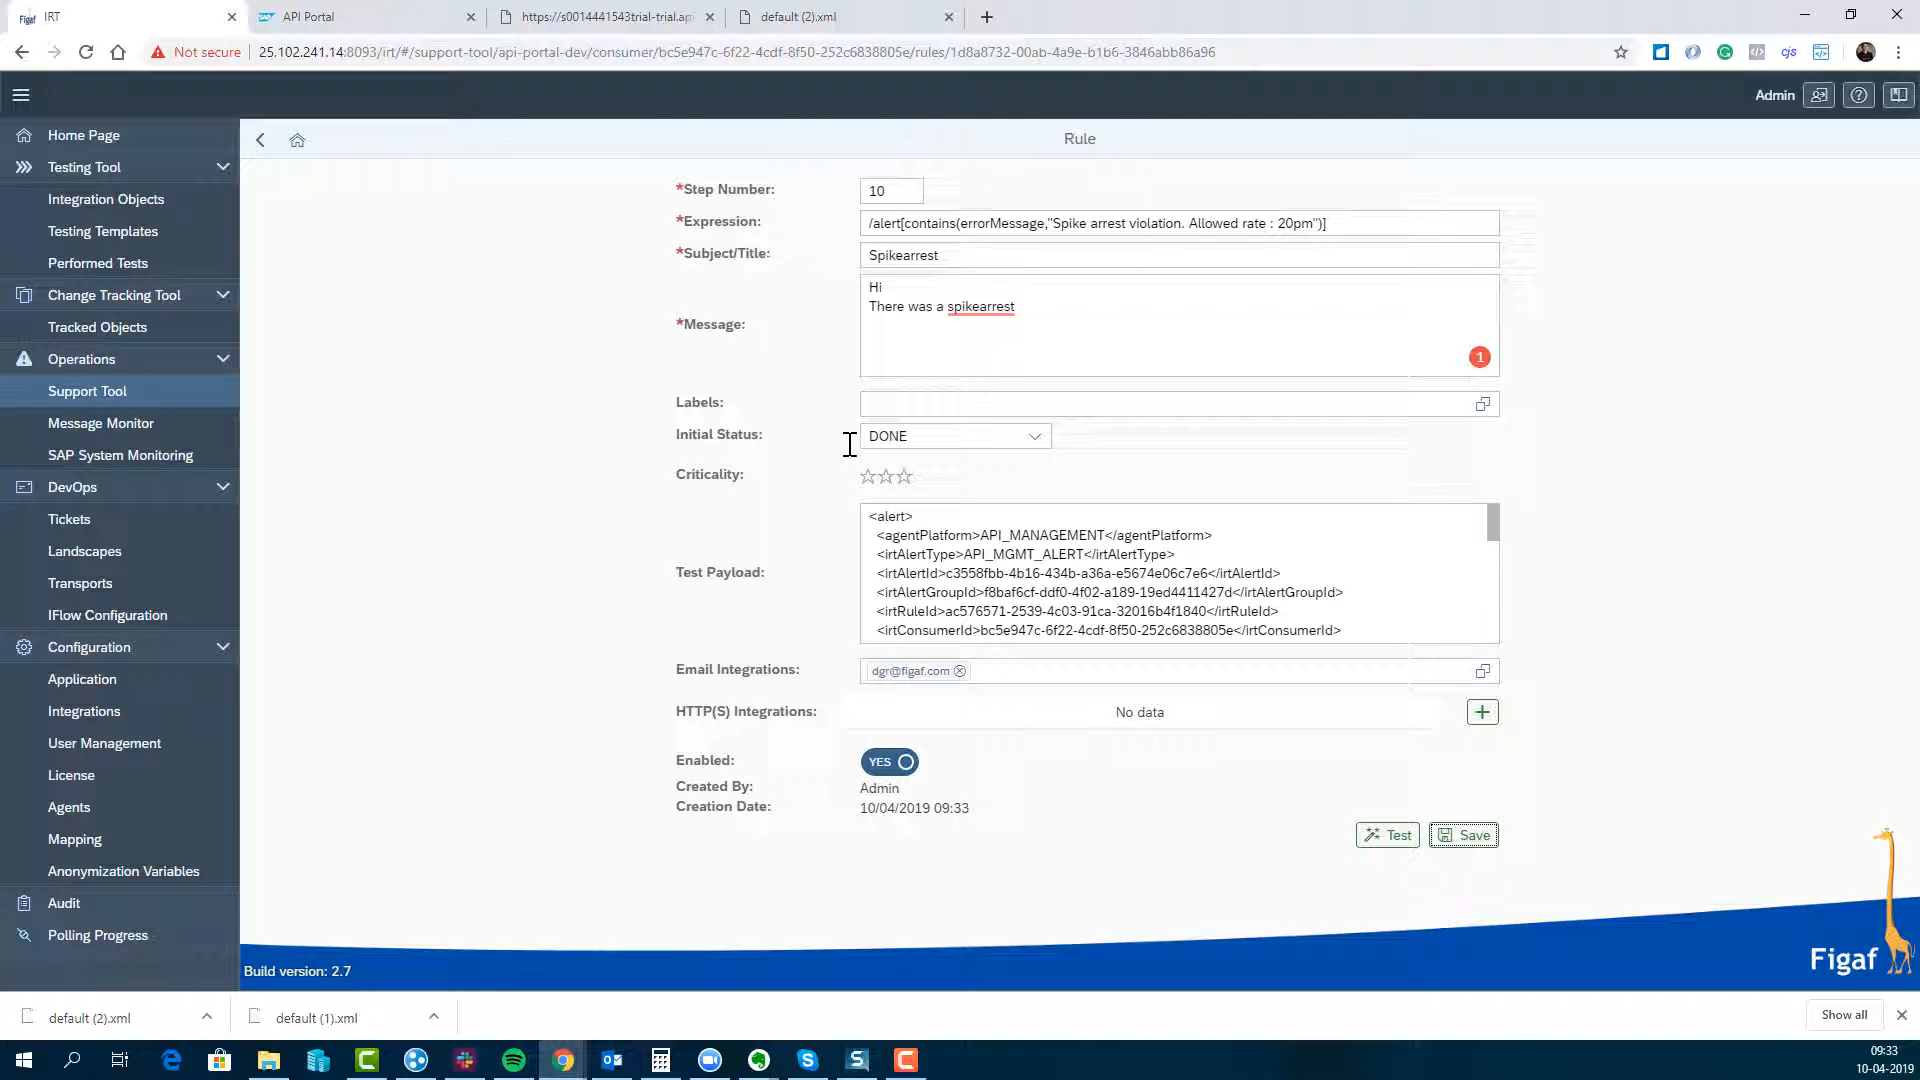 Figaf IRT
SAP API Portal
https://s0014441543trial-trial.ap
default (2).xml
Not secure
25.102.241.14:8093/irt/#/support-tool/api-portal-dev/consumer/bc5e947c-6f22-4cdf-8f50-252c6838805e/rules/1d8a8732-00ab-4a9e-b1b6-3846abb86a96
cjs
Admin
Home Page
Testing Tool
Integration Objects
Testing Templates
Performed Tests
Change Tracking Tool
Tracked Objects
Operations
Support Tool
Message Monitor
SAP System Monitoring
DevOps
Tickets
Landscapes
Transports
IFlow Configuration
Configuration
Application
Integrations
User Management
License
Agents
Mapping
Anonymization Variables
Audit
Polling Progress
Rule
*Step Number: 10
*Expression: /alert[contains(errorMessage,"Spike arrest violation. Allowed rate : 20pm")]
*Subject/Title: Spikearrest
*Message:
Hi
There was a spikearrest
1
Labels:
Initial Status: DONE
Criticality:
Test Payload:
<alert>
<agentPlatform>API_MANAGEMENT</agentPlatform>
<irtAlertType>API_MGMT_ALERT</irtAlertType>
<irtAlertId>c3558fbb-4b16-434b-a36a-e5674e06c7e6</irtAlertId>
<irtAlertGroupId>f8baf6cf-ddf0-4f02-a189-19ed4411427d</irtAlertGroupId>
<irtRuleId>ac576571-2539-4c03-91ca-32016b4f1840</irtRuleId>
<irtConsumerId>bc5e947c-6f22-4cdf-8f50-252c6838805e</irtConsumerId>
Email Integrations: dgr@figaf.com
HTTP(S) Integrations: No data
Enabled: YES
Created By: Admin
Creation Date: 10/04/2019 09:33
Test Save
Figaf
Build version: 2.7
default (2).xml
default (1).xml
Show all
09:33
10-04-2019